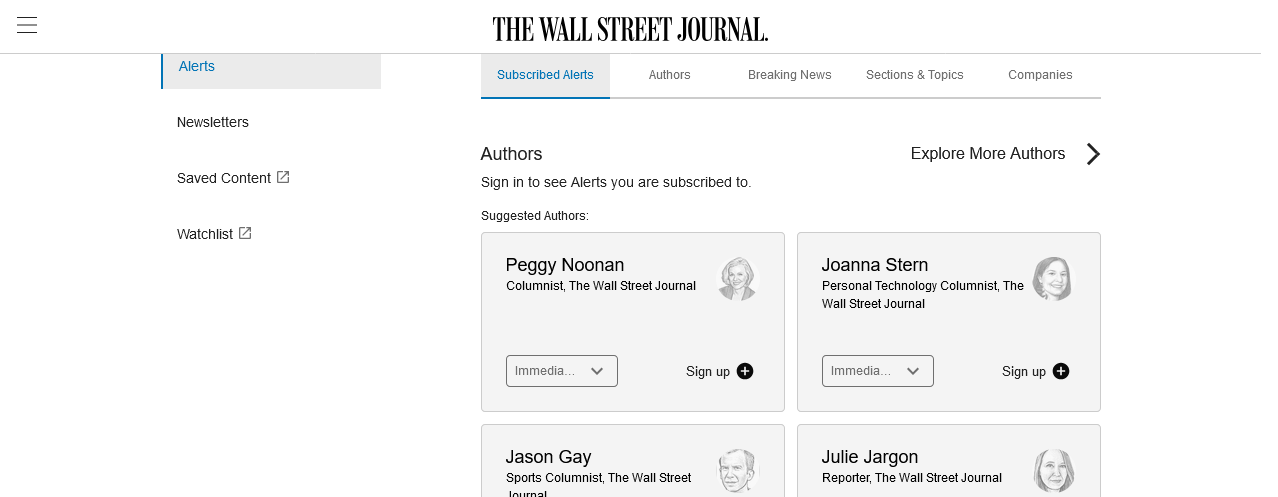 THE WALL STREET JOURNAL.
Alerts
Newsletters
Saved Content
Watchlist
Subscribed Alerts
Authors
Breaking News
Sections & Topics
Companies
Authors
Explore More Authors
Sign in to see Alerts you are subscribed to.
Suggested Authors:
Peggy Noonan
Columnist, The Wall Street Journal
Immedia...
Sign up
Joanna Stern
Personal Technology Columnist, The
Wall Street Journal
Immedia...
Sign up
Jason Gay
Sports Columnist, The Wall Street
Journal
Julie Jargon
Reporter, The Wall Street Journal